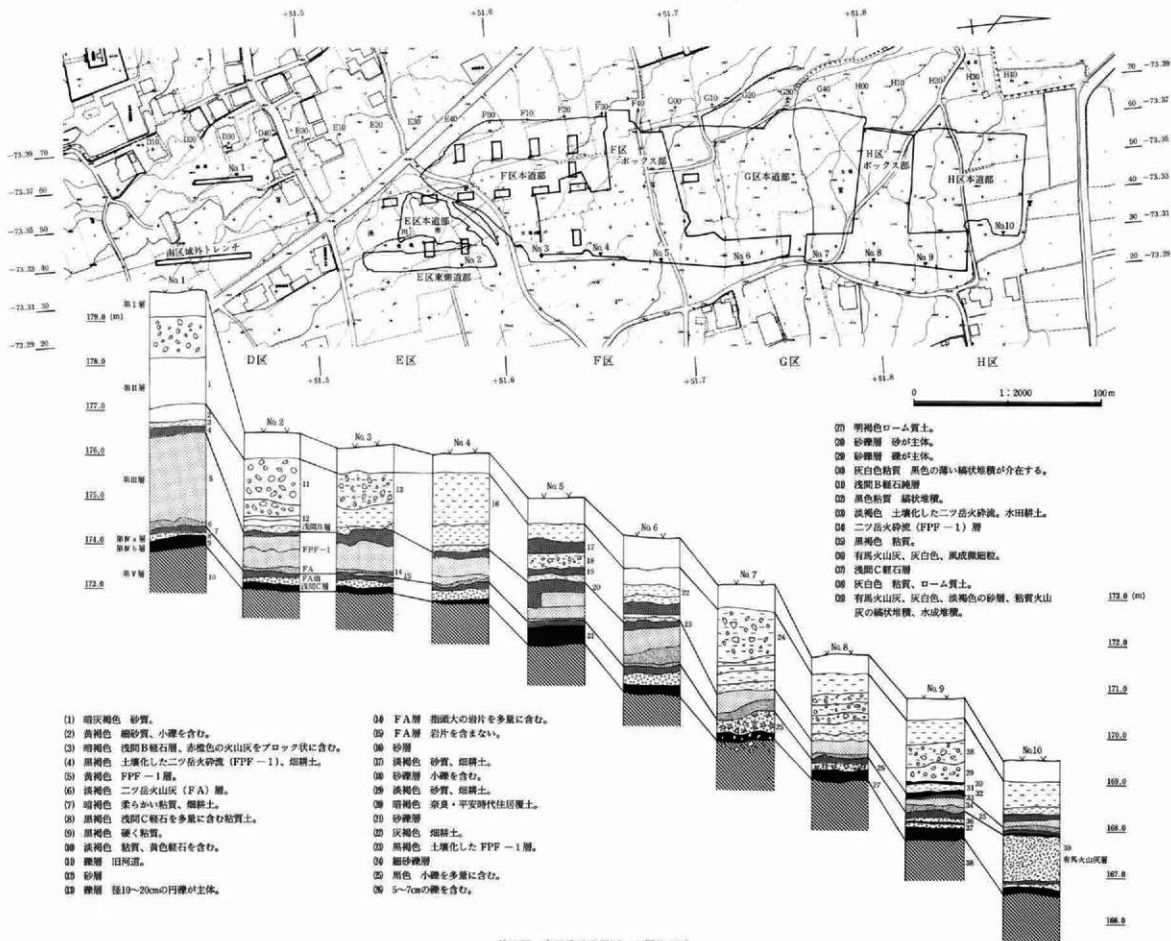 +51.5
+51.6
+51.7
+51.8
70 -73.39
60 -73.37
50 -73.35
40 -73.33
30 -73.31
20 -73.29
-73.39 70
-73.37 60
-73.35 50
-73.33 40
-73.31 30
-73.29 20
D10
D20
D30
D40
E00
E10
E20
E30
E40
F00
F10
F20
F30
F40
G00
G10
G30
G40
H00
H10
H20
H30
H40
No.1
F区本道部
F区
ボックス部
G区本道部
H区
ボックス部
H区本道部
E区本道部
E区東側道部
南区域外トレンチ
No.2
No.3
No.4
No.5
No.6
No.7
No.8
No.9
No.10
D区
E区
F区
G区
H区
+51.5
+51.6
+51.7
+51.8
0 1:2000 100m
No.1
No.2
No.3
No.4
No.5
No.6
No.7
No.8
No.9
No.10
第I層
第II層
第III層
第IV a層
第IV b層
第V層
179.0 (m)
178.0
177.0
176.0
175.0
174.0
173.0
浅間B層
FPF-1
FA
FA畑
浅間C層
173.0 (m)
172.0
171.0
170.0
169.0
168.0
167.0
166.0
39
有馬火山灰層
(1) 暗灰褐色 砂質。
(2) 黄褐色 細砂質、小礫を含む。
(3) 暗褐色 浅間B軽石層、赤橙色の火山灰をブロック状に含む。
(4) 黒褐色 土壌化した二ツ岳火砕流(FPF-1)、畑耕土。
(5) 黄褐色 FPF-1層。
(6) 淡褐色 二ツ岳火山灰(FA)層。
(7) 暗褐色 柔らかい粘質、畑耕土。
(8) 黒褐色 浅間C軽石を多量に含む粘質土。
(9) 黒褐色 硬く粘質。
(10) 淡褐色 粘質、黄色軽石を含む。
(11) 礫層 旧河道。
(12) 砂層
(13) 礫層 径10~20cmの円礫が主体。
(14) FA層 指頭大の岩片を多量に含む。
(15) FA層 岩片を含まない。
(16) 砂層
(17) 淡褐色 砂質、畑耕土。
(18) 砂礫層 小礫を含む。
(19) 淡褐色 砂質、畑耕土。
(20) 暗褐色 奈良・平安時代住居覆土。
(21) 砂礫層
(22) 灰褐色 畑耕土。
(23) 黒褐色 土壌化したFPF-1層。
(24) 細砂礫層
(25) 黒色 小礫を多量に含む。
(26) 5~7cmの礫を含む。
(27) 明褐色ローム質土。
(28) 砂礫層 砂が主体。
(29) 砂礫層 礫が主体。
(30) 灰白色粘質 黒色の薄い縞状堆積が介在する。
(31) 浅間B軽石純層
(32) 黒色粘質 縞状堆積。
(33) 淡褐色 土壌化した二ツ岳火砕流。水田耕土。
(34) 二ツ岳火砕流(FPF-1)層
(35) 黒褐色 粘質。
(36) 有馬火山灰、灰白色、風成微細粒。
(37) 浅間C軽石層
(38) 灰白色 粘質、ローム質土。
(39) 有馬火山灰、灰白色、淡褐色の砂層、粘質火山
灰の縞状堆積、水成堆積。